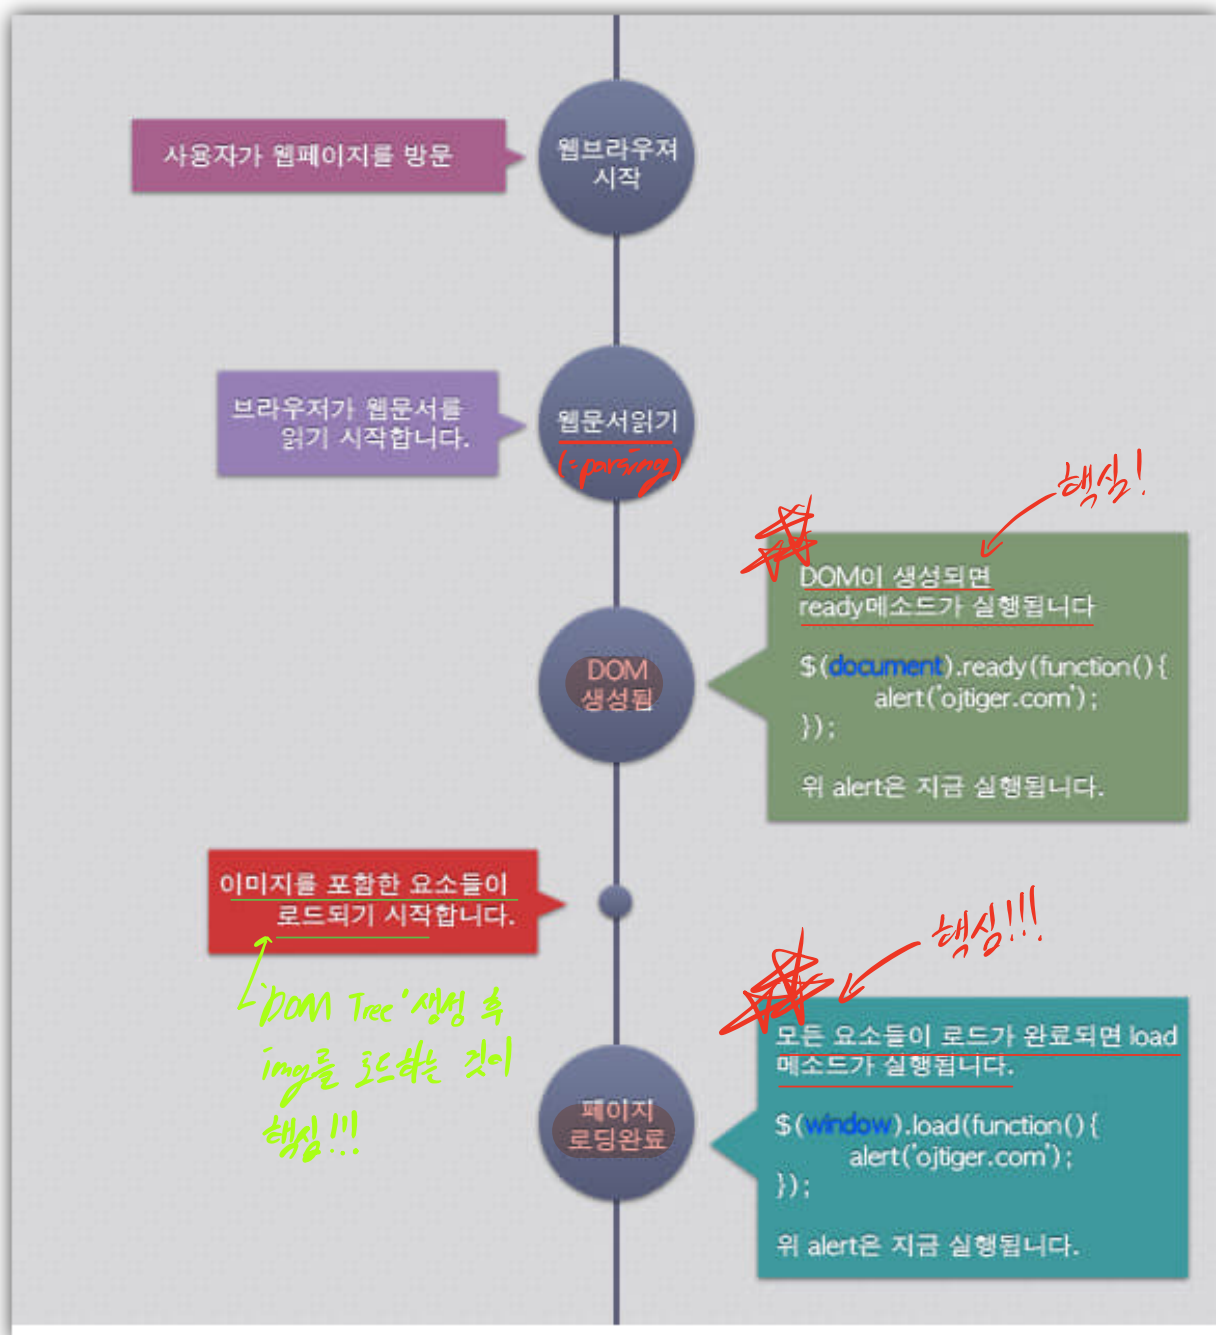 사용자가 웹페이지를 방문
웹브라우져
시작
브라우저가 웹문서를
읽기 시작합니다.
웹문서읽기
(=parsing)
핵심!
DOM이 생성되면
ready메소드가 실행됩니다
$(document).ready(function(){
alert('ojtiger.com');
});
위 alert은 지금 실행됩니다.
DOM
생성됨
이미지를 포함한 요소들이
로드되기 시작합니다.
'DOM Tree' 생성 후
img를 로드하는 것이
핵심!!!
핵심!!!
모든 요소들이 로드가 완료되면 load
메소드가 실행됩니다.
$(window).load(function(){
alert('ojtiger.com');
});
위 alert은 지금 실행됩니다.
페이지
로딩완료